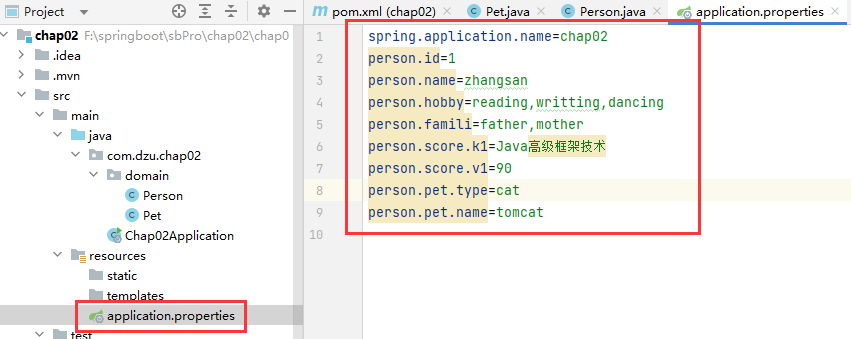 Project
pom.xml (chap02)
Pet.java
Person.java
application.properties
chap02 F:\springboot\sbPro\chap02\chap0
.idea
.mvn
src
main
java
com.dzu.chap02
domain
Person
Pet
Chap02Application
resources
static
templates
application.properties
test
1 spring.application.name=chap02
2 person.id=1
3 person.name=zhangsan
4 person.hobby=reading,writting,dancing
5 person.famili=father,mother
6 person.score.k1=Java高级框架技术
7 person.score.v1=90
8 person.pet.type=cat
9 person.pet.name=tomcat
10